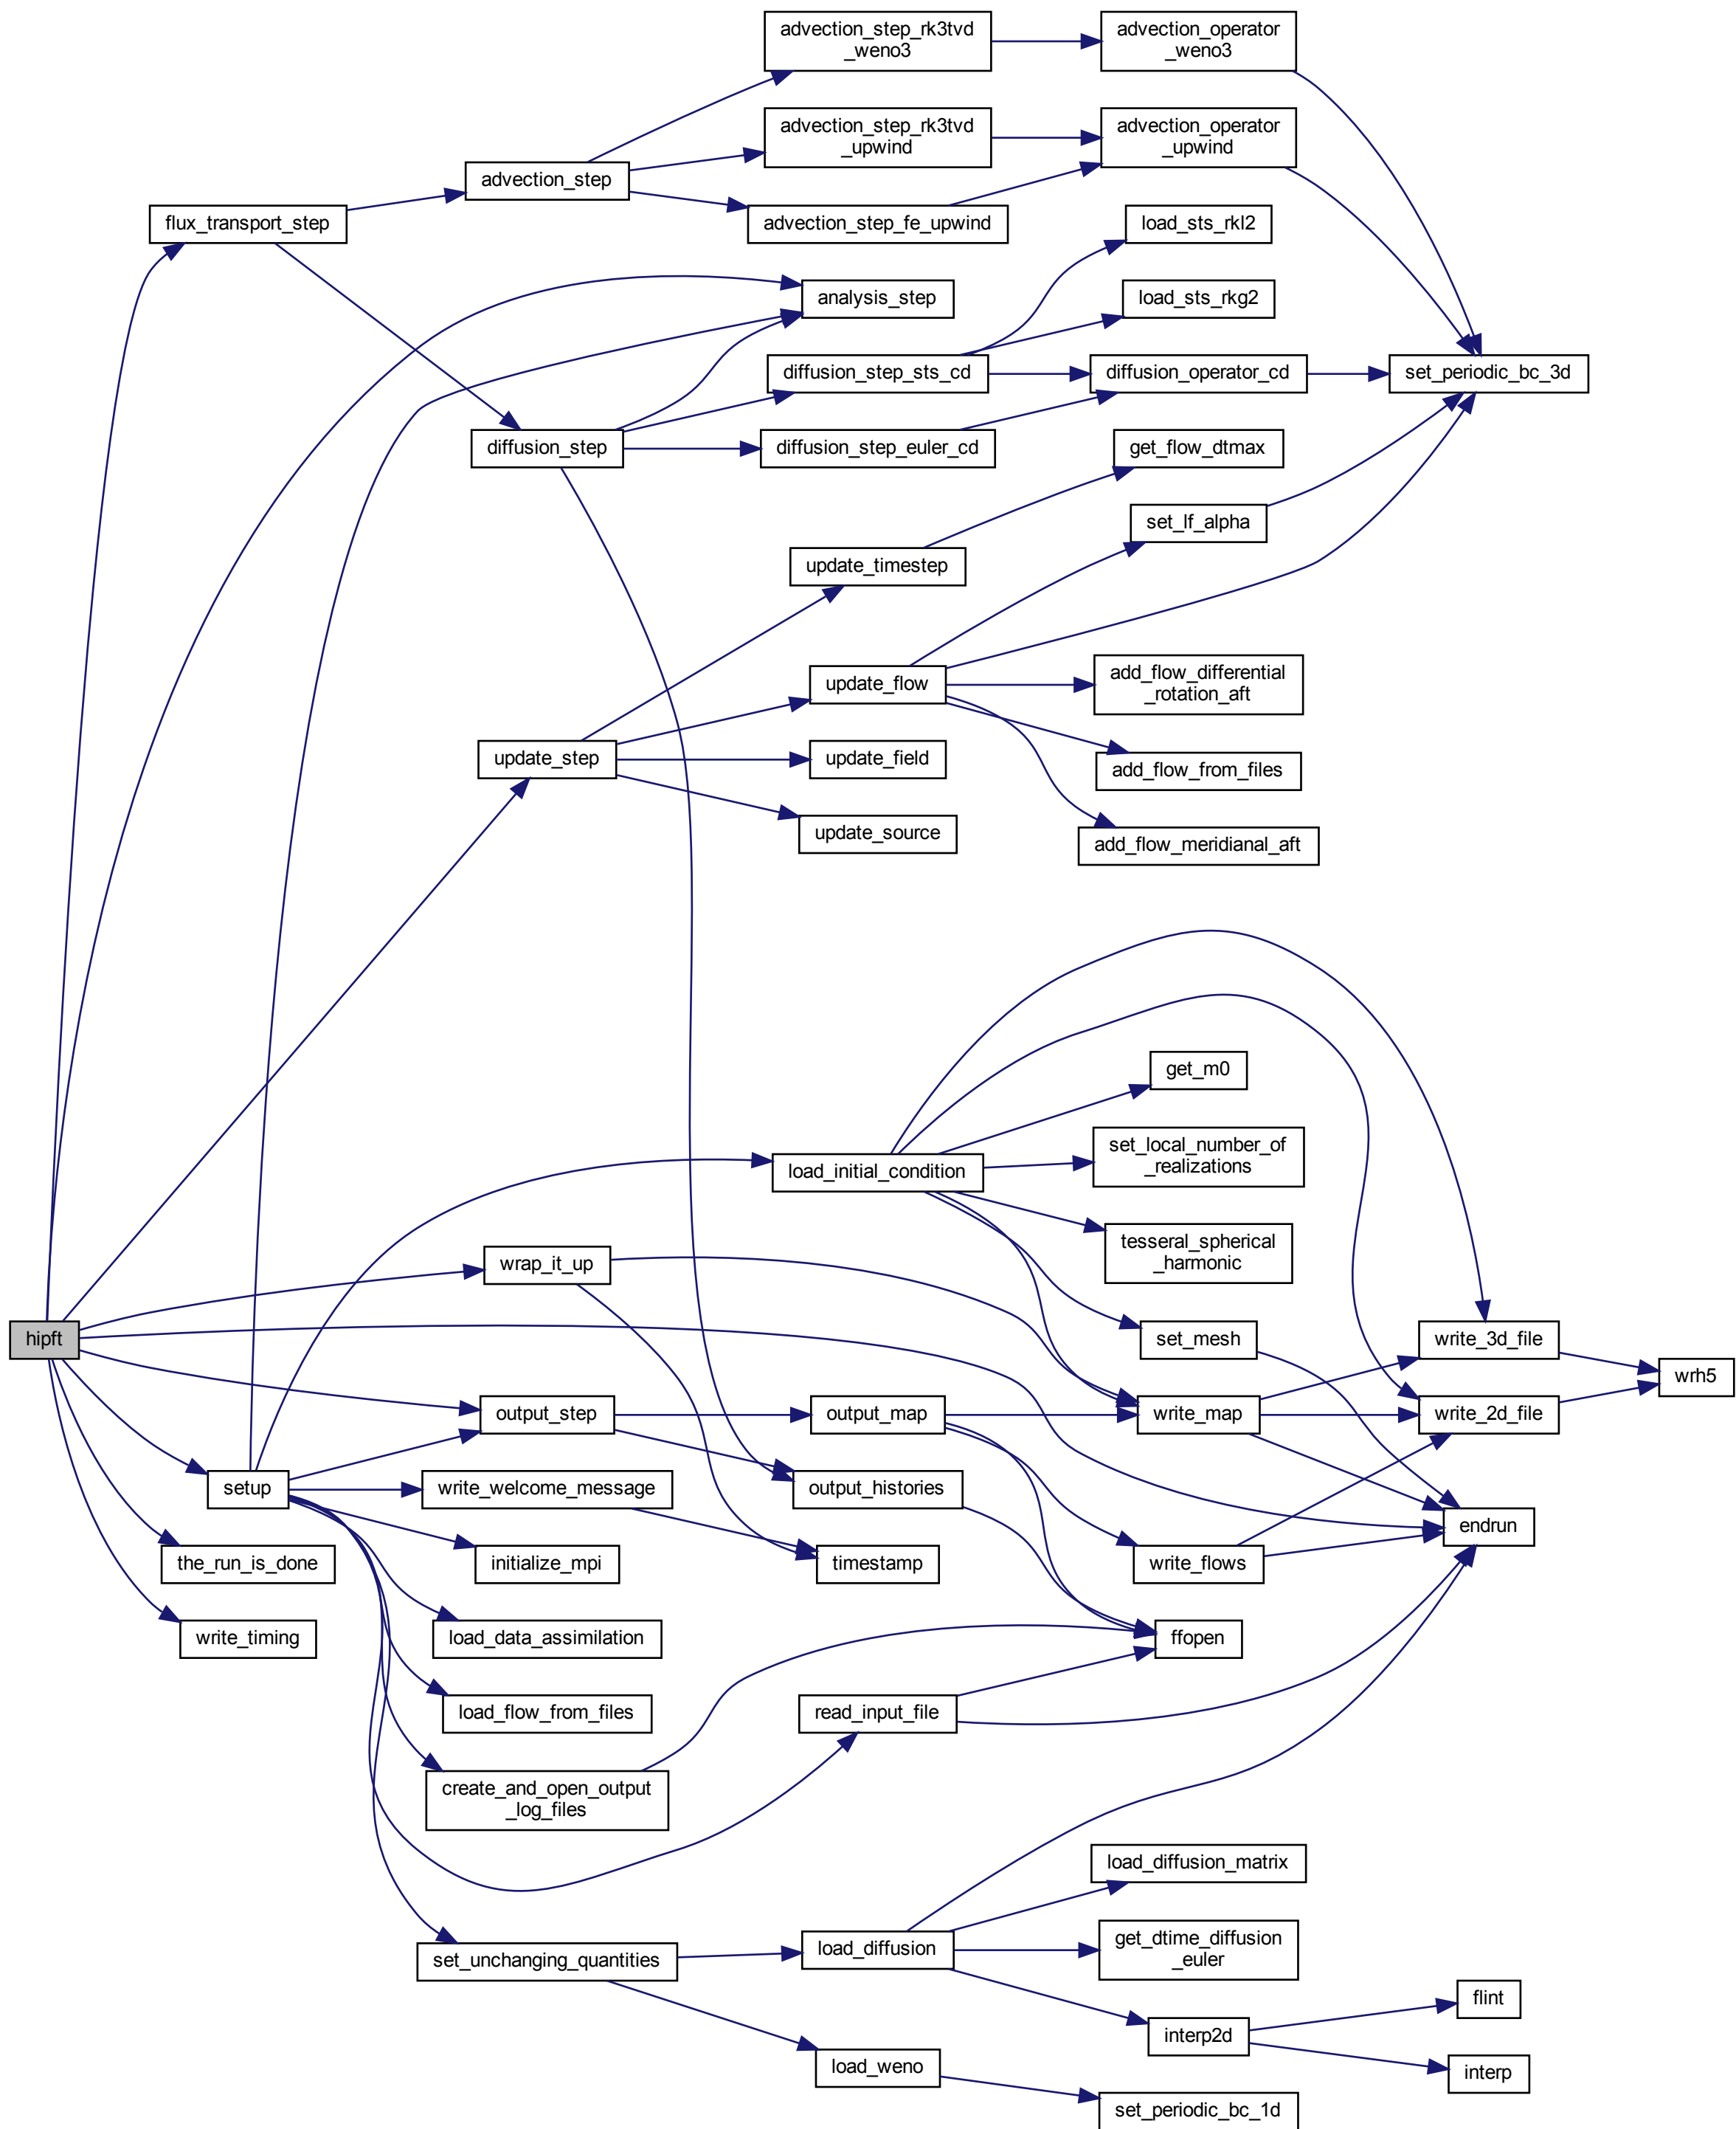 advection_step_rk3tvd
_weno3
advection_operator
_weno3
advection_step_rk3tvd
_upwind
advection_operator
_upwind
advection_step
flux_transport_step
advection_step_fe_upwind
load_sts_rkl2
analysis_step
load_sts_rkg2
diffusion_step_sts_cd
diffusion_operator_cd
set_periodic_bc_3d
diffusion_step
diffusion_step_euler_cd
get_flow_dtmax
set_lf_alpha
update_timestep
update_flow
add_flow_differential
_rotation_aft
update_step
update_field
add_flow_from_files
update_source
add_flow_meridianal_aft
get_m0
set_local_number_of
_realizations
load_initial_condition
tesseral_spherical
_harmonic
wrap_it_up
hipft
set_mesh
write_3d_file
wrh5
output_step
output_map
write_map
write_2d_file
setup
write_welcome_message
output_histories
endrun
the_run_is_done
initialize_mpi
timestamp
write_flows
write_timing
load_data_assimilation
ffopen
load_flow_from_files
read_input_file
create_and_open_output
_log_files
load_diffusion_matrix
set_unchanging_quantities
load_diffusion
get_dtime_diffusion
_euler
flint
interp2d
load_weno
interp
set_periodic_bc_1d